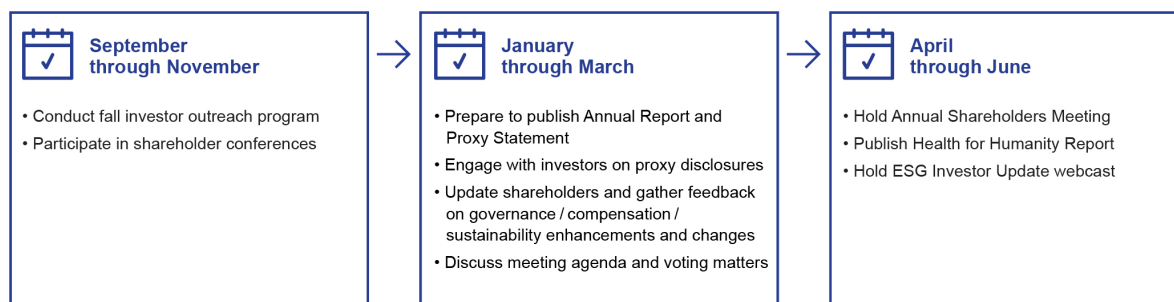 September
through November
• Conduct fall investor outreach program
• Participate in shareholder conferences
January
through March
• Prepare to publish Annual Report and
Proxy Statement
• Engage with investors on proxy disclosures
• Update shareholders and gather feedback
on governance / compensation /
sustainability enhancements and changes
• Discuss meeting agenda and voting matters
April
through June
• Hold Annual Shareholders Meeting
• Publish Health for Humanity Report
• Hold ESG Investor Update webcast